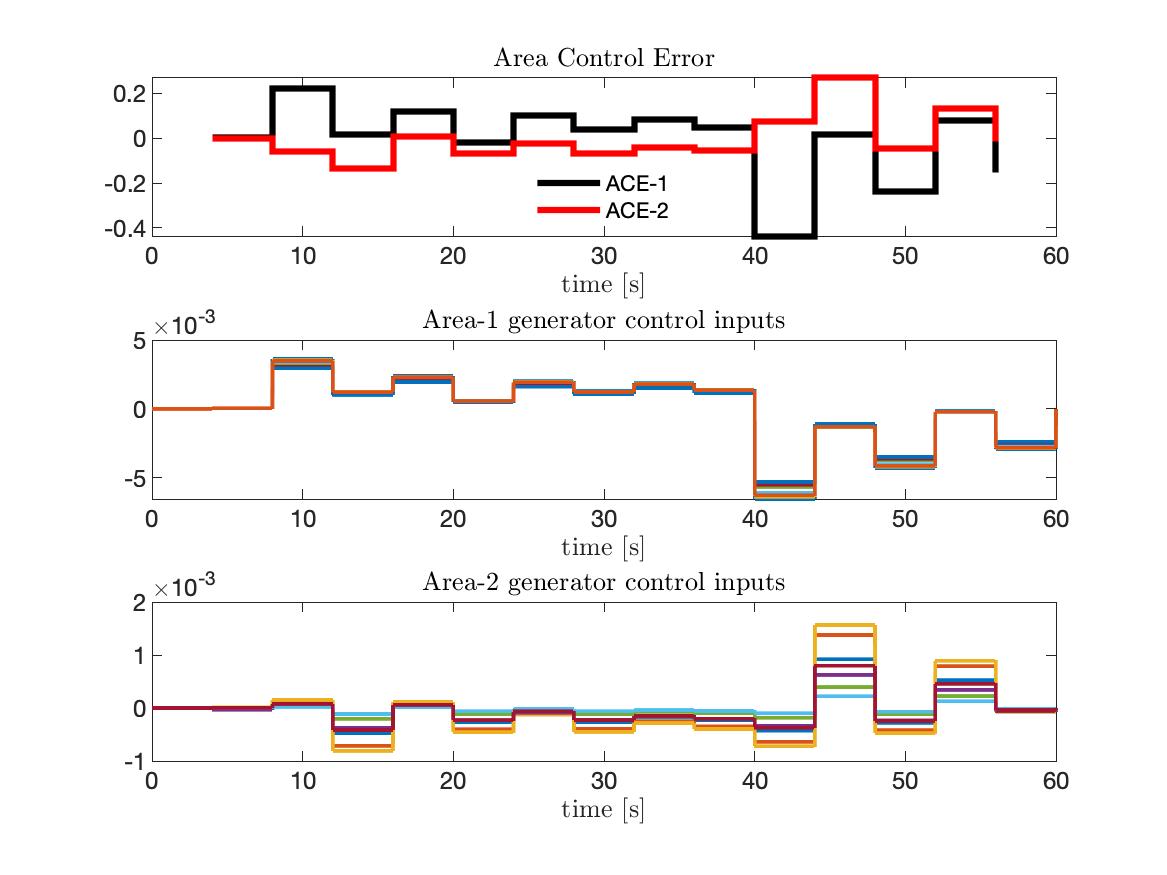 Area Control Error
0.2
0
-0.2
-0.4
ACE-1
ACE-2
0 10 20 30 40 50 60
time [s]
×10-3
Area-1 generator control inputs
5
0
-5
0 10 20 30 40 50 60
time [s]
×10-3
Area-2 generator control inputs
2
1
0
-1
0 10 20 30 40 50 60
time [s]